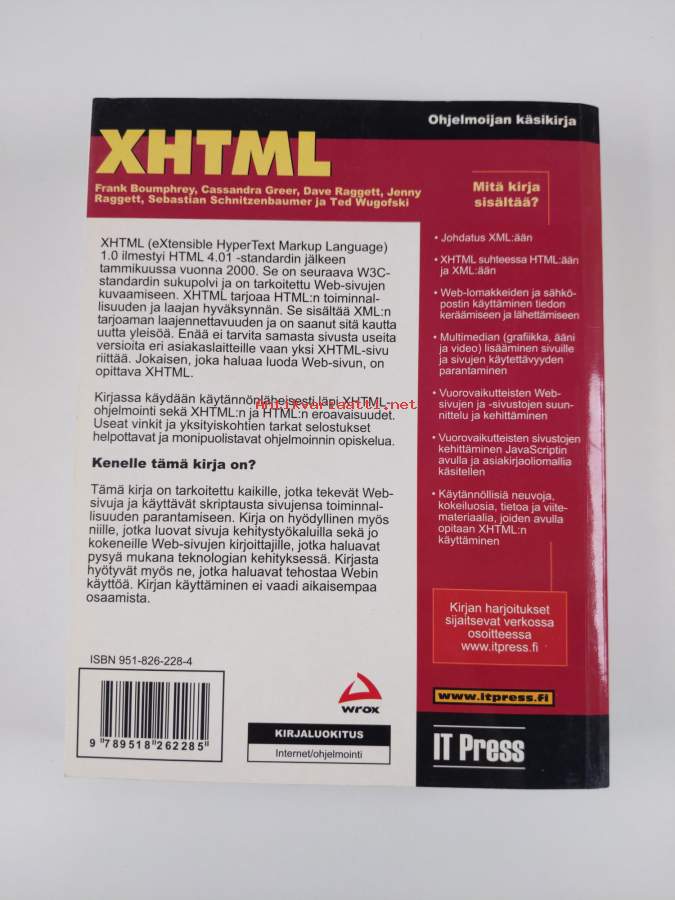 Ohjelmoijan käsikirja
XHTML
Frank Boumphrey, Cassandra Greer, Dave Raggett, Jenny
Raggett, Sebastian Schnitzenbaumer ja Ted Wugofski
XHTML (eXtensible HyperText Markup Language)
1.0 ilmestyi HTML 4.01 -standardin jälkeen
tammikuussa vuonna 2000. Se on seuraava W3C-
standardin sukupolvi ja on tarkoitettu Web-sivujen
kuvaamiseen. XHTML tarjoaa HTML:n toiminnal-
lisuuden ja laajan hyväksynnän. Se sisältää XML:n
tarjoaman laajennettavuuden ja on saanut sitä kautta
uutta yleisöä. Enää ei tarvita samasta sivusta useita
versioita eri asiakaslaitteille vaan yksi XHTML-sivu
riittää. Jokaisen, joka haluaa luoda Web-sivun, on
opittava XHTML.
Kirjassa käydään käytännönläheisesti läpi XHTML-
ohjelmointi sekä XHTML:n ja HTML:n eroavaisuudet.
Useat vinkit ja yksityiskohtien tarkat selostukset
helpottavat ja monipuolistavat ohjelmoinnin opiskelua.
Antikvariaatti.net
Kenelle tämä kirja on?
Tämä kirja on tarkoitettu kaikille, jotka tekevät Web-
sivuja ja käyttävät skriptausta sivujensa toiminnal-
lisuuden parantamiseen. Kirja on hyödyllinen myös
niille, jotka luovat sivuja kehitystyökaluilla sekä jo
kokeneille Web-sivujen kirjoittajille, jotka haluavat
pysyä mukana teknologian kehityksessä. Kirjasta
hyötyvät myös ne, jotka haluavat tehostaa Webin
käyttöä. Kirjan käyttäminen ei vaadi aikaisempaa
osaamista.
ISBN 951-826-228-4
9 789518 262285
wrox
KIRJALUOKITUS
Internet/ohjelmointi
Mitä kirja
sisältää?
• Johdatus XML:ään
• XHTML suhteessa HTML:ään
ja XML:ään
• Web-lomakkeiden ja sähkö-
postin käyttäminen tiedon
keräämiseen ja lähettämiseen
• Multimedian (grafiikka, ääni
ja video) lisääminen sivuille
ja sivujen käytettävyyden
parantaminen
• Vuorovaikutteisten Web-
sivujen ja -sivustojen suun-
nittelu ja kehittäminen
• Vuorovaikutteisten sivustojen
kehittäminen JavaScriptin
avulla ja asiakirjaoliomallia
käsitellen
• Käytännöllisiä neuvoja,
kokeiluosia, tietoa ja viite-
materiaalia, joiden avulla
opitaan XHTML:n
käyttäminen
Kirjan harjoitukset
sijaitsevat verkossa
osoitteessa
www.itpress.fi
www.itpress.fi
IT Press